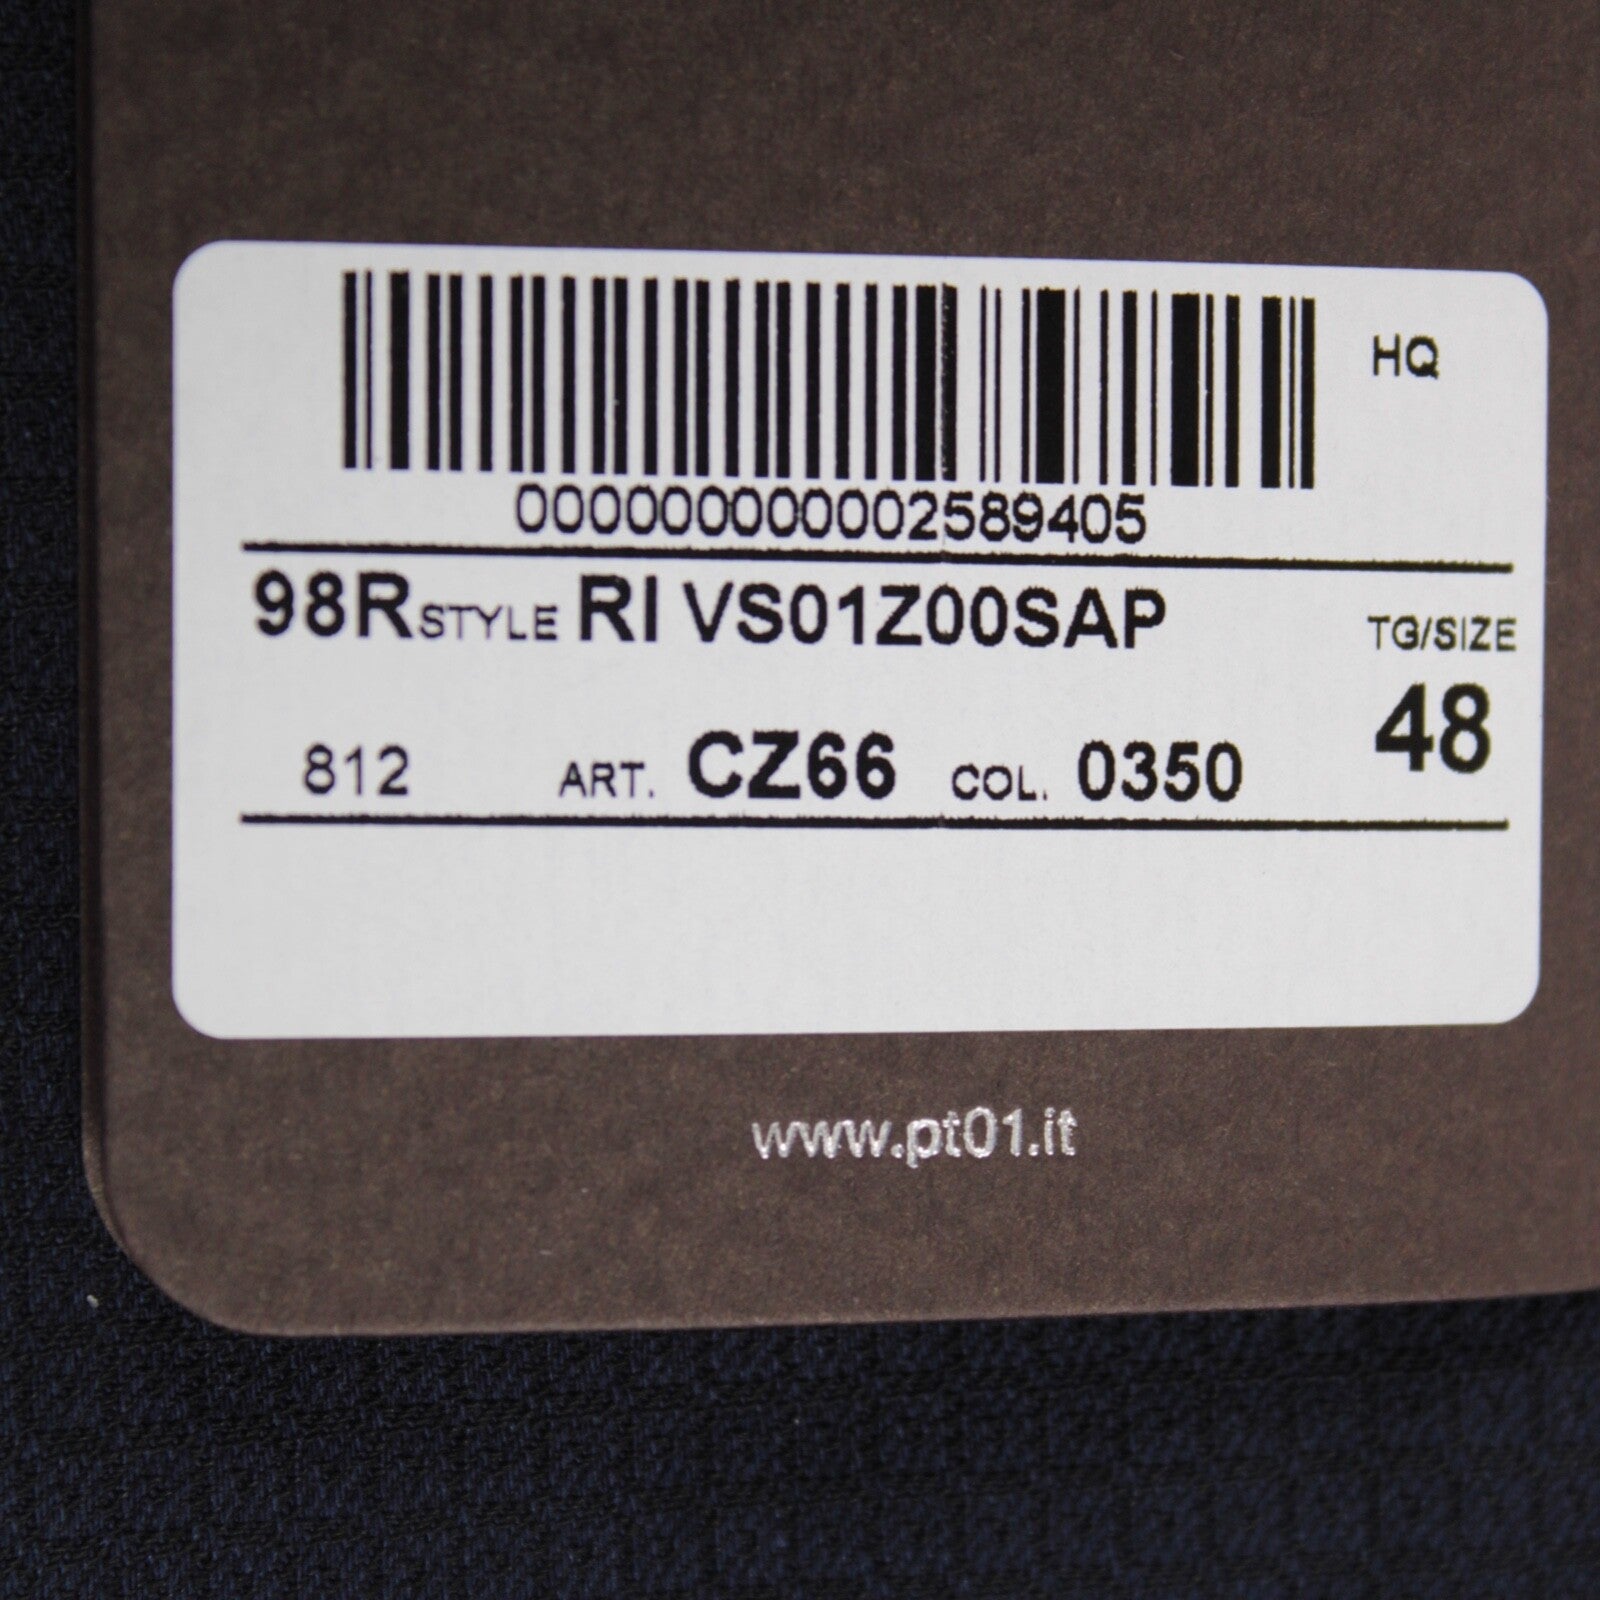 HQ
000000000002589405
98R STYLE RI VS01Z00SAP
TG/SIZE
48
812 ART. CZ66 COL. 0350
www.pt01.it